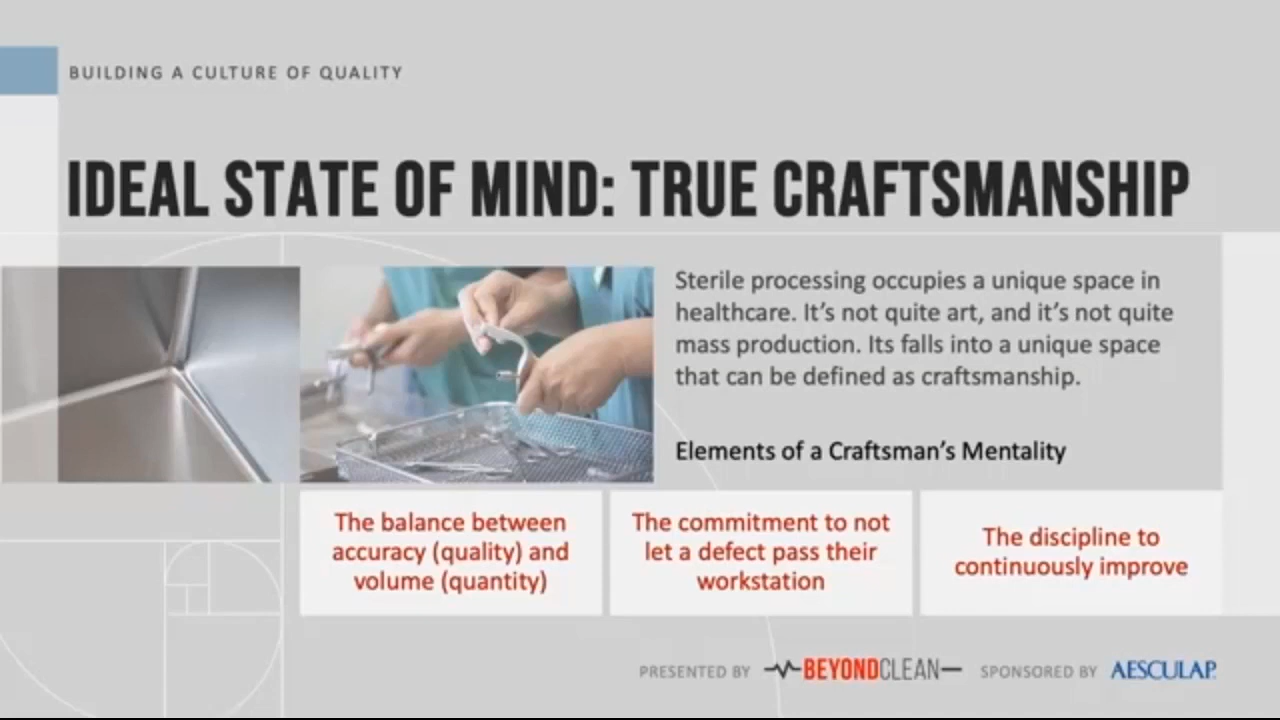 BUILDING A CULTURE OF QUALITY
IDEAL STATE OF MIND: TRUE CRAFTSMANSHIP
Sterile processing occupies a unique space in
healthcare. It’s not quite art, and it’s not quite
mass production. Its falls into a unique space
that can be defined as craftsmanship.
Elements of a Craftsman’s Mentality
The balance between
accuracy (quality) and
volume (quantity)
The commitment to not
let a defect pass their
workstation
The discipline to
continuously improve
PRESENTED BY BEYONDCLEAN SPONSORED BY AESCULAP